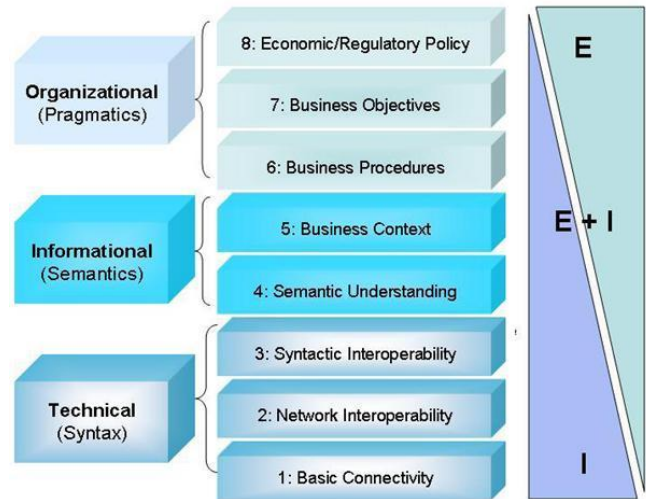 Organizational
(Pragmatics)
8: Economic/Regulatory Policy
7: Business Objectives
6: Business Procedures
Informational
(Semantics)
5: Business Context
4: Semantic Understanding
Technical
(Syntax)
3: Syntactic Interoperability
2: Network Interoperability
1: Basic Connectivity
E
E + I
I